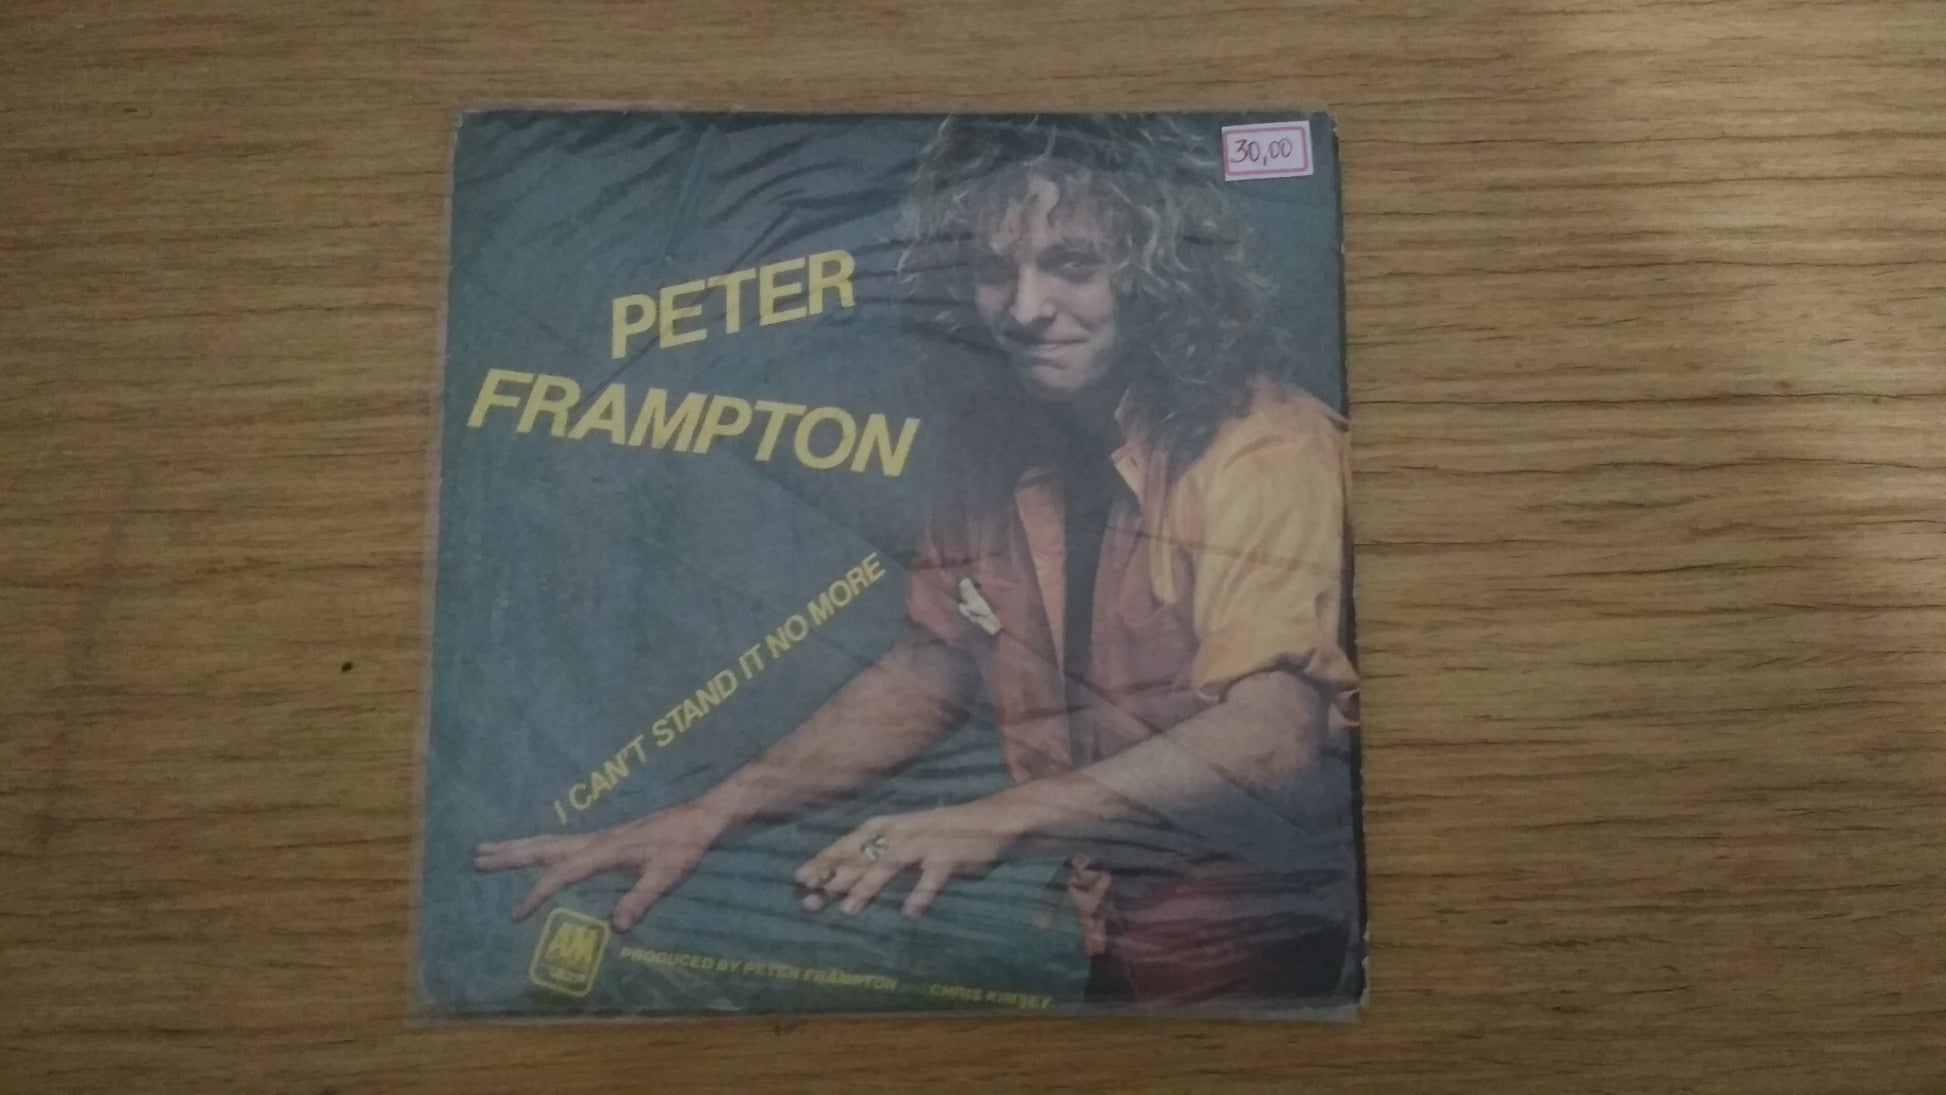 30,00
PETER
FRAMPTON
I CAN'T STAND IT NO MORE
A&M
PRODUCED BY PETER FRAMPTON CHRIS KIMSEY